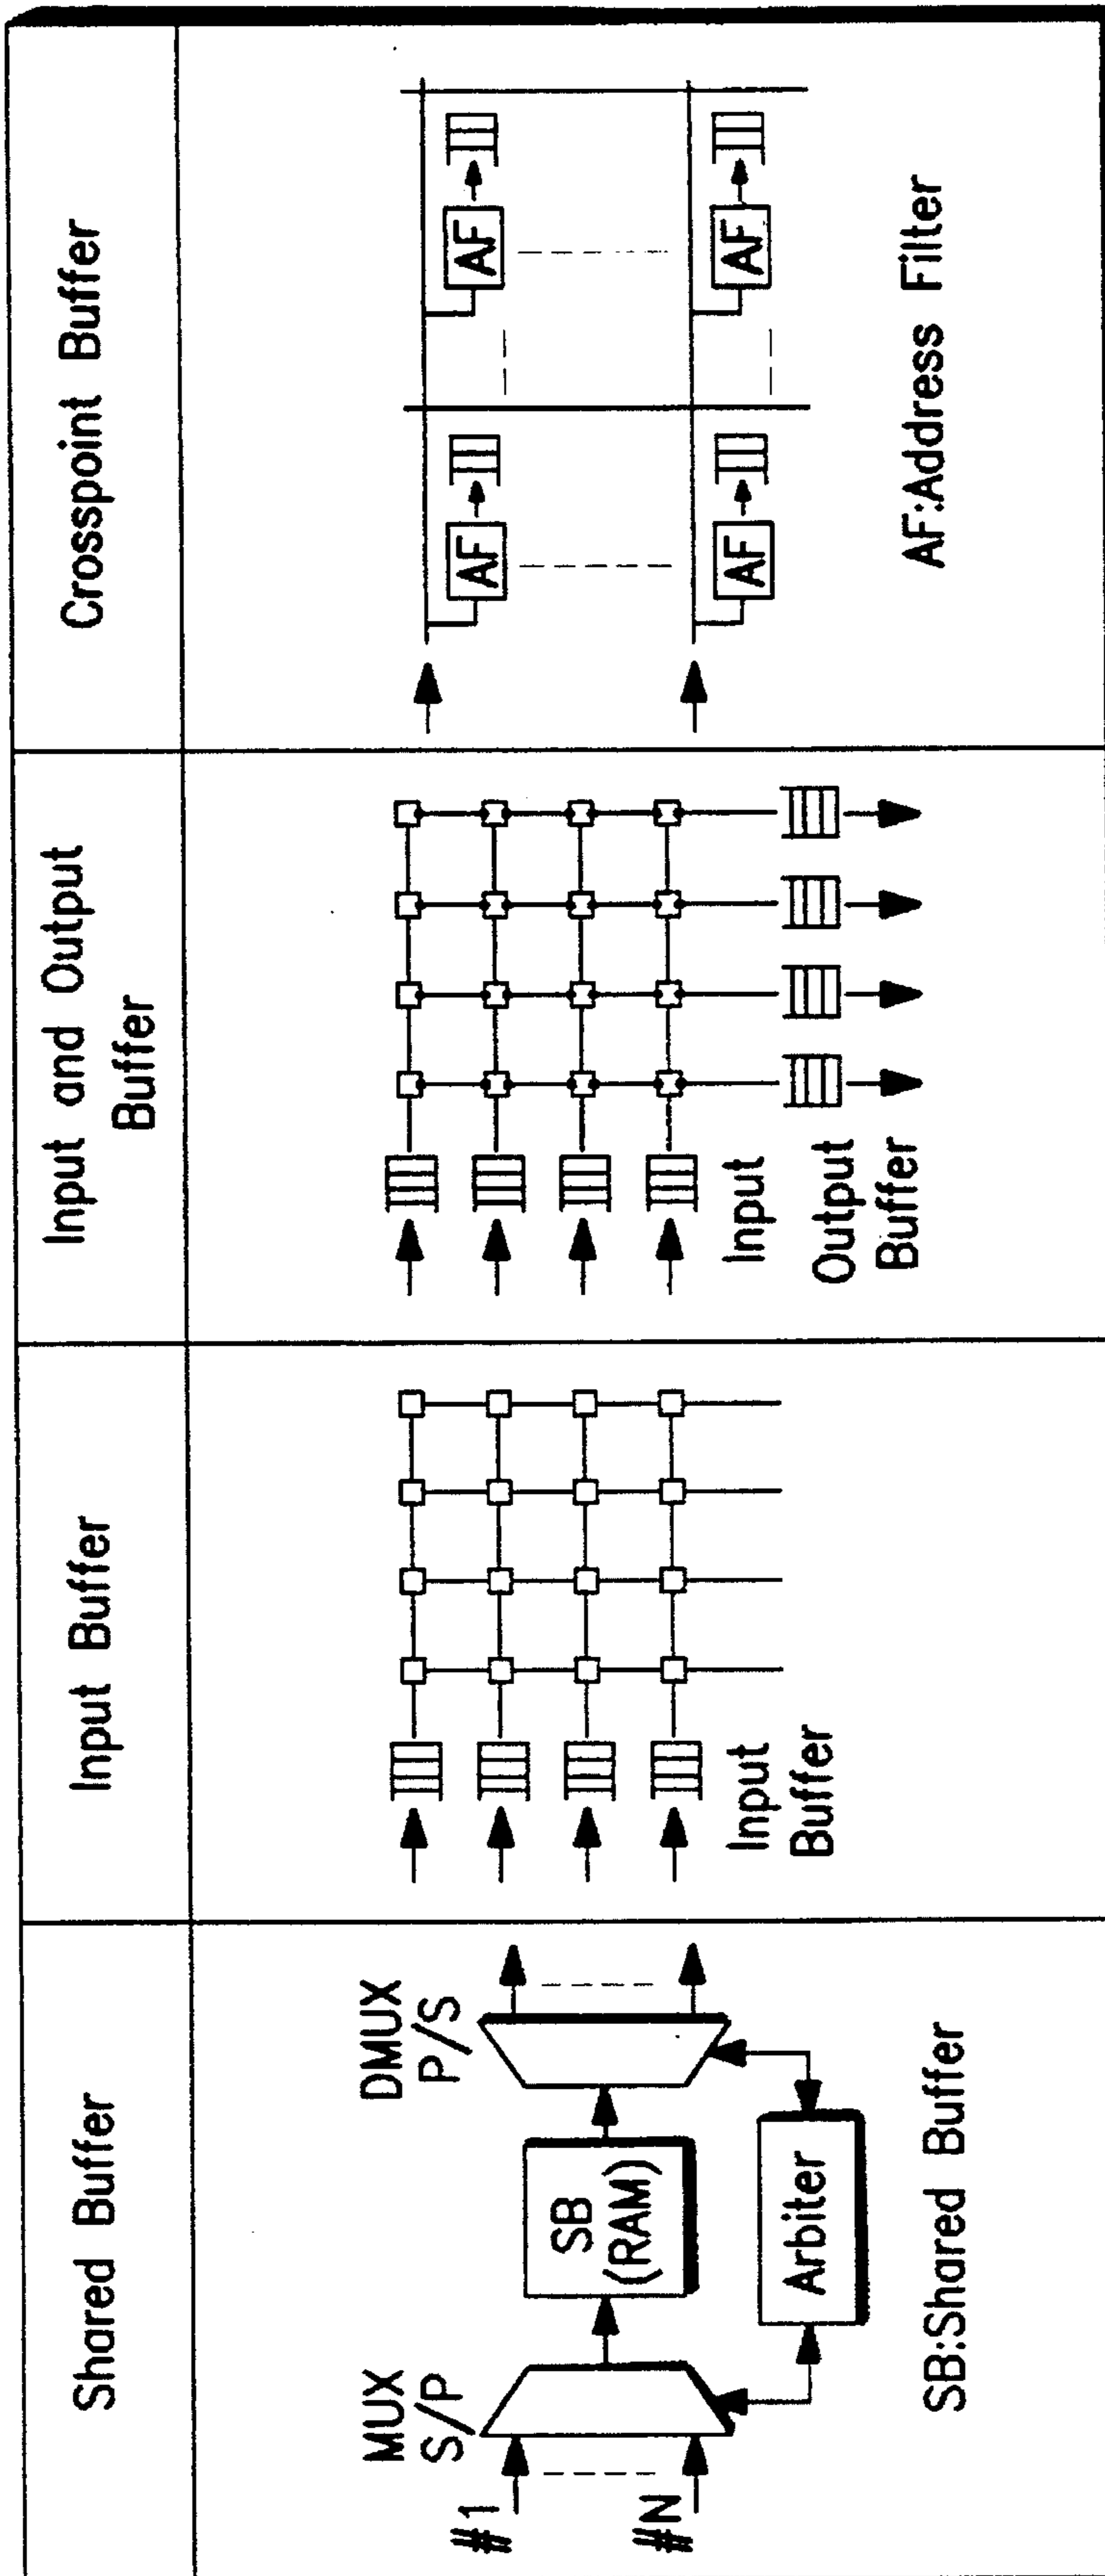 Shared Buffer
Input Buffer
Input and Output
Buffer
Crosspoint Buffer
MUX
S/P
DMUX
P/S
#1
#N
SB
(RAM)
Arbiter
SB:Shared Buffer
Input
Buffer
Input
Output
Buffer
AF
AF
AF
AF
AF:Address Filter